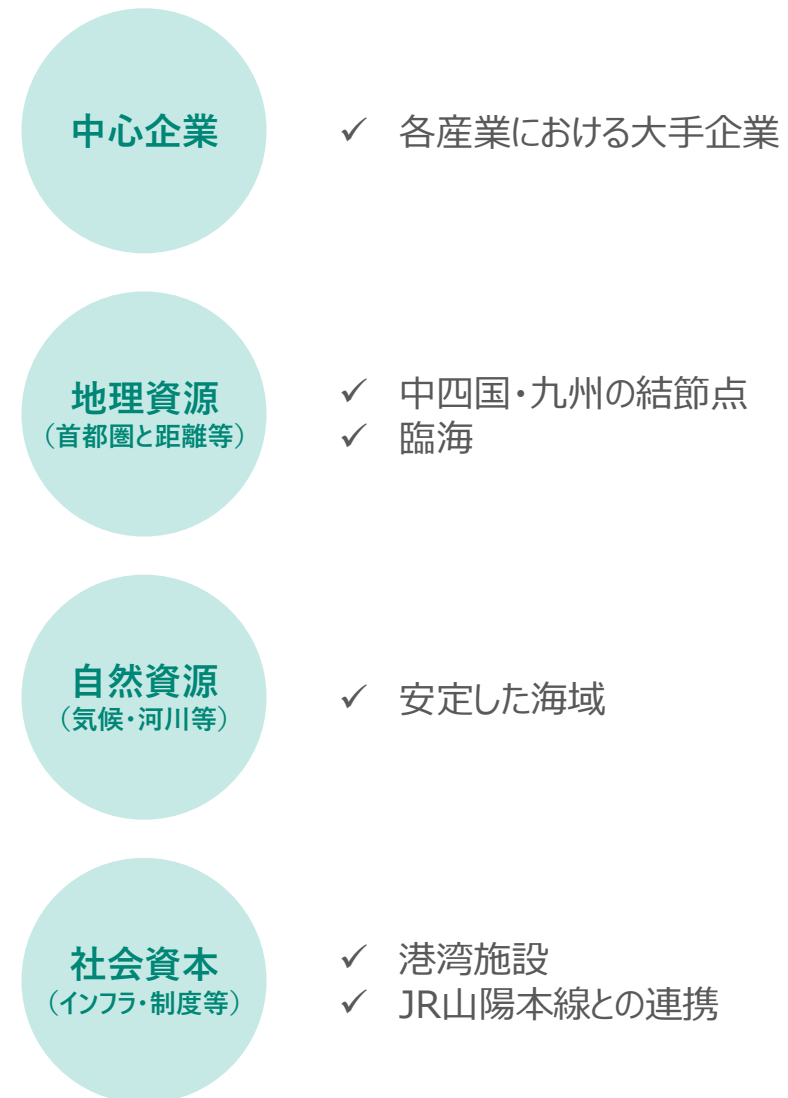 中心企業
✓ 各産業における大手企業
地理資源
（首都圏と距離等）
✓ 中四国・九州の結節点
✓ 臨海
自然資源
（気候・河川等）
✓ 安定した海域
社会資本
（インフラ・制度等）
✓ 港湾施設
✓ JR山陽本線との連携